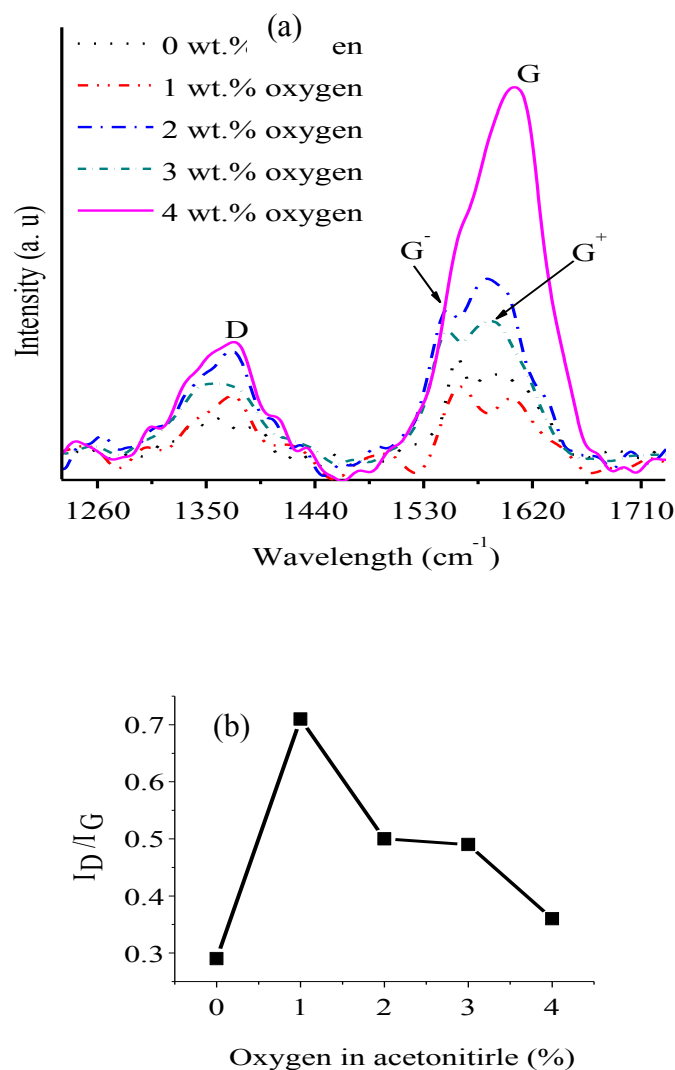 (a)
0 wt.% en
1 wt.% oxygen
2 wt.% oxygen
3 wt.% oxygen
4 wt.% oxygen
G
G-
G+
D
Intensity (a. u)
1260 1350 1440 1530 1620 1710
Wavelength (cm-1)
(b)
0.7
0.6
0.5
0.4
0.3
ID/IG
0 1 2 3 4
Oxygen in acetonitirle (%)